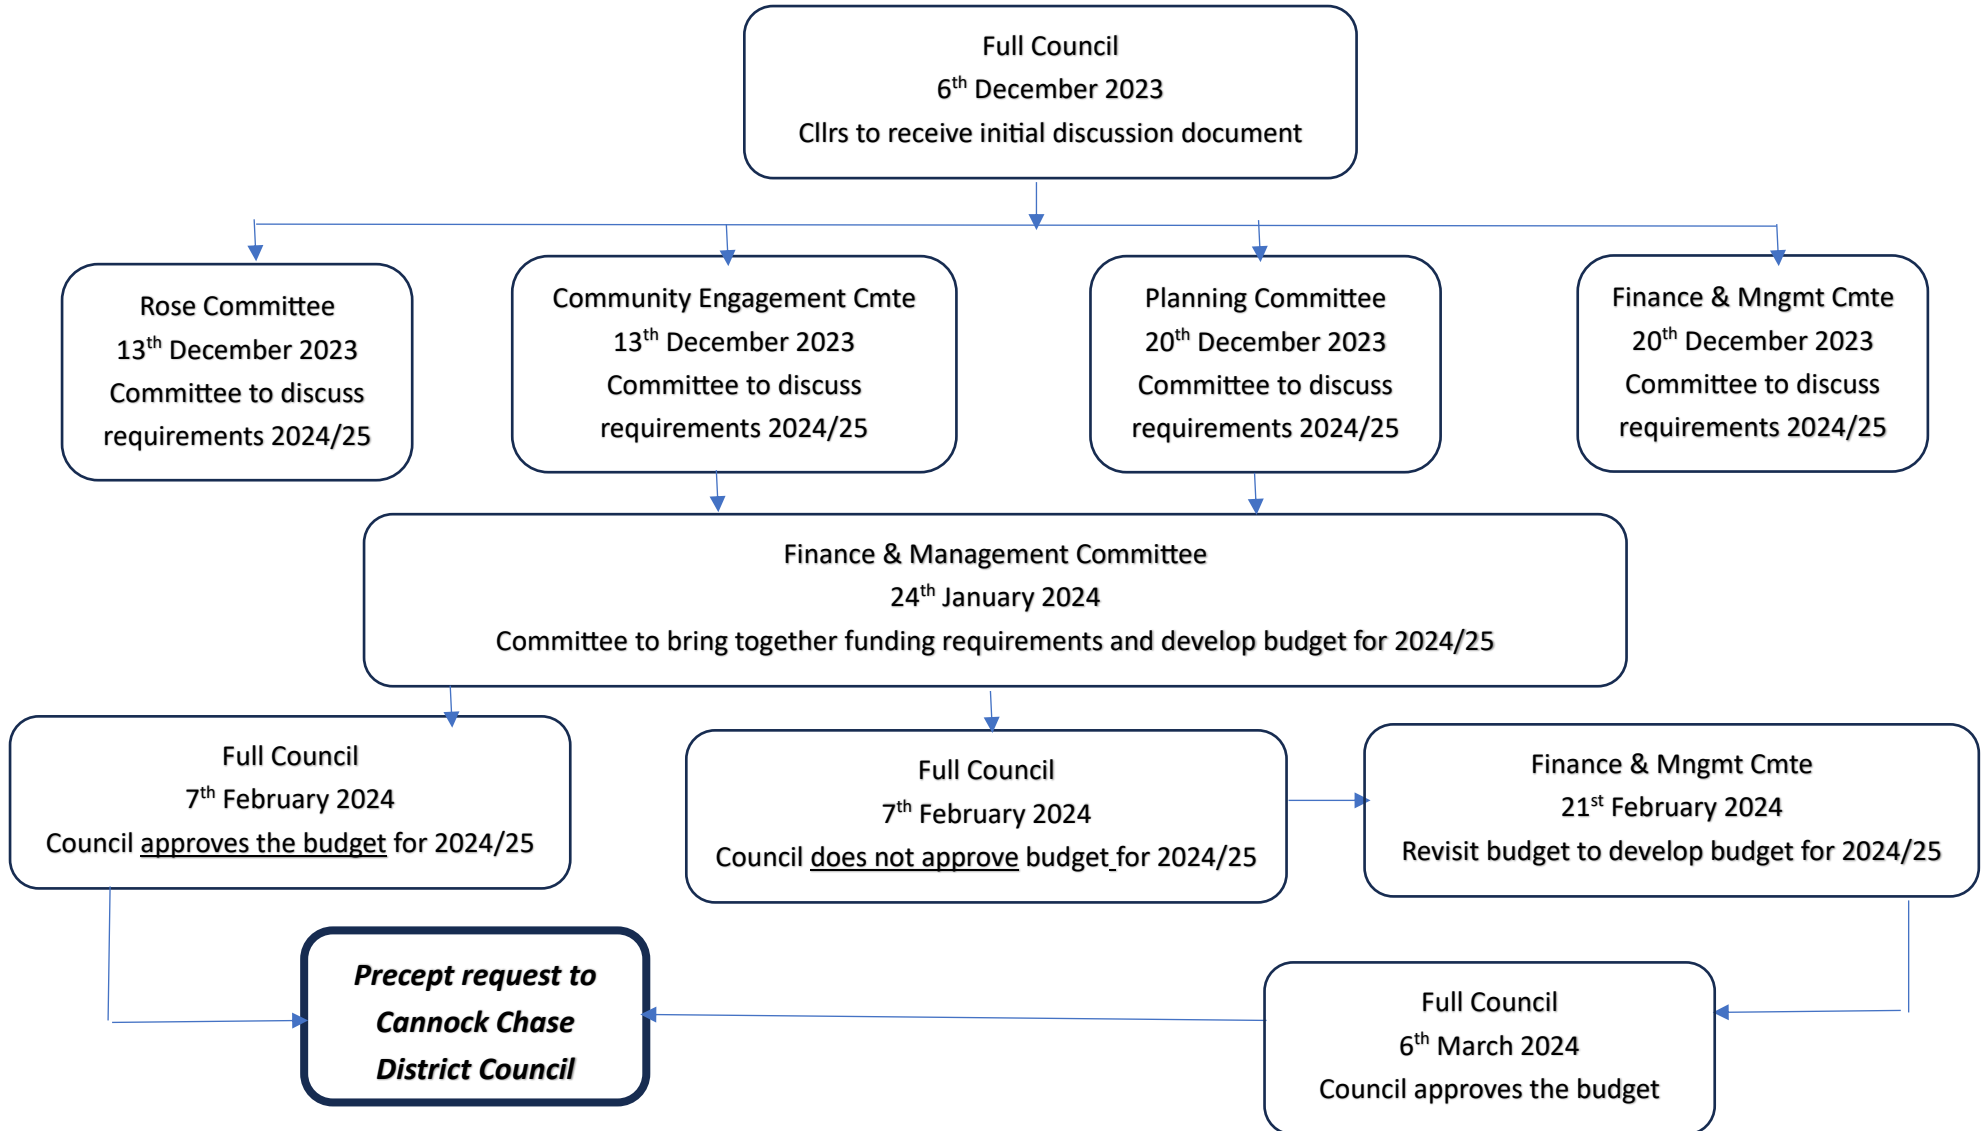 Full Council
6th December 2023
Cllrs to receive initial discussion document
Rose Committee
13th December 2023
Committee to discuss
requirements 2024/25
Community Engagement Cmte
13th December 2023
Committee to discuss
requirements 2024/25
Planning Committee
20th December 2023
Committee to discuss
requirements 2024/25
Finance & Mngmt Cmte
20th December 2023
Committee to discuss
requirements 2024/25
Finance & Management Committee
24th January 2024
Committee to bring together funding requirements and develop budget for 2024/25
Full Council
7th February 2024
Council approves the budget for 2024/25
Full Council
7th February 2024
Council does not approve budget for 2024/25
Finance & Mngmt Cmte
21st February 2024
Revisit budget to develop budget for 2024/25
Precept request to
Cannock Chase
District Council
Full Council
6th March 2024
Council approves the budget